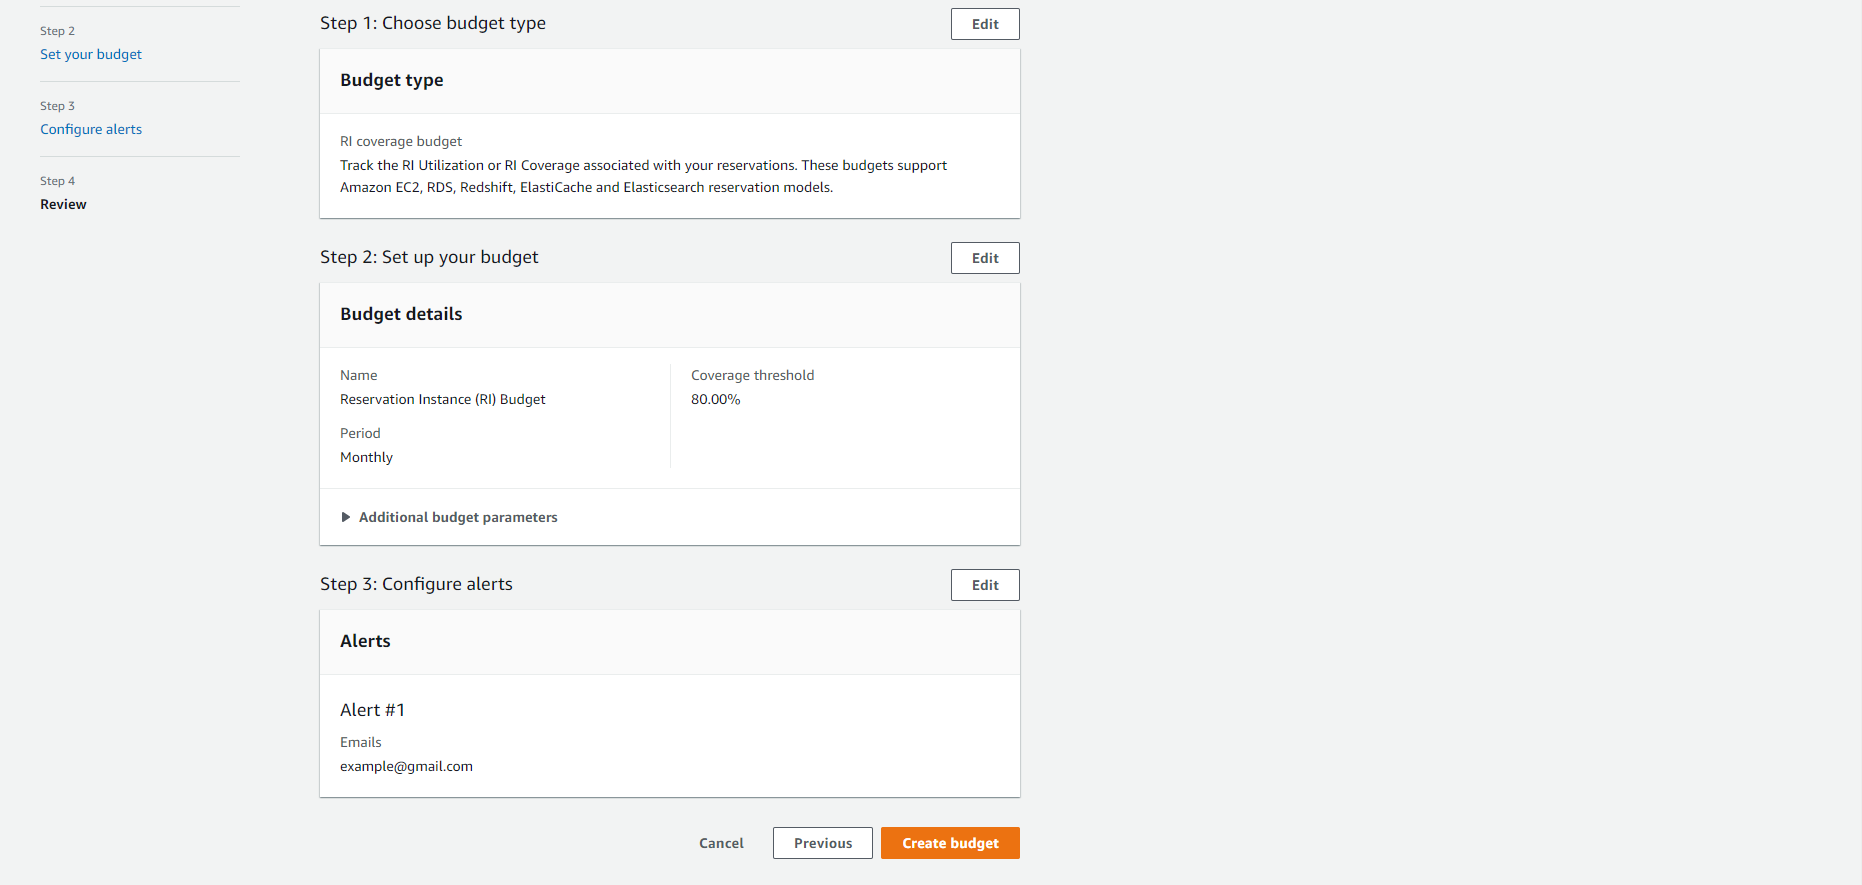 Step 2
Set your budget
Step 3
Configure alerts
Step 4
Review
Step 1: Choose budget type
Edit
Budget type
RI coverage budget
Track the RI Utilization or RI Coverage associated with your reservations. These budgets support
Amazon EC2, RDS, Redshift, ElastiCache and Elasticsearch reservation models.
Step 2: Set up your budget
Edit
Budget details
Name
Reservation Instance (RI) Budget
Period
Monthly
Coverage threshold
80.00%
Additional budget parameters
Step 3: Configure alerts
Edit
Alerts
Alert #1
Emails
example@gmail.com
Cancel
Previous
Create budget